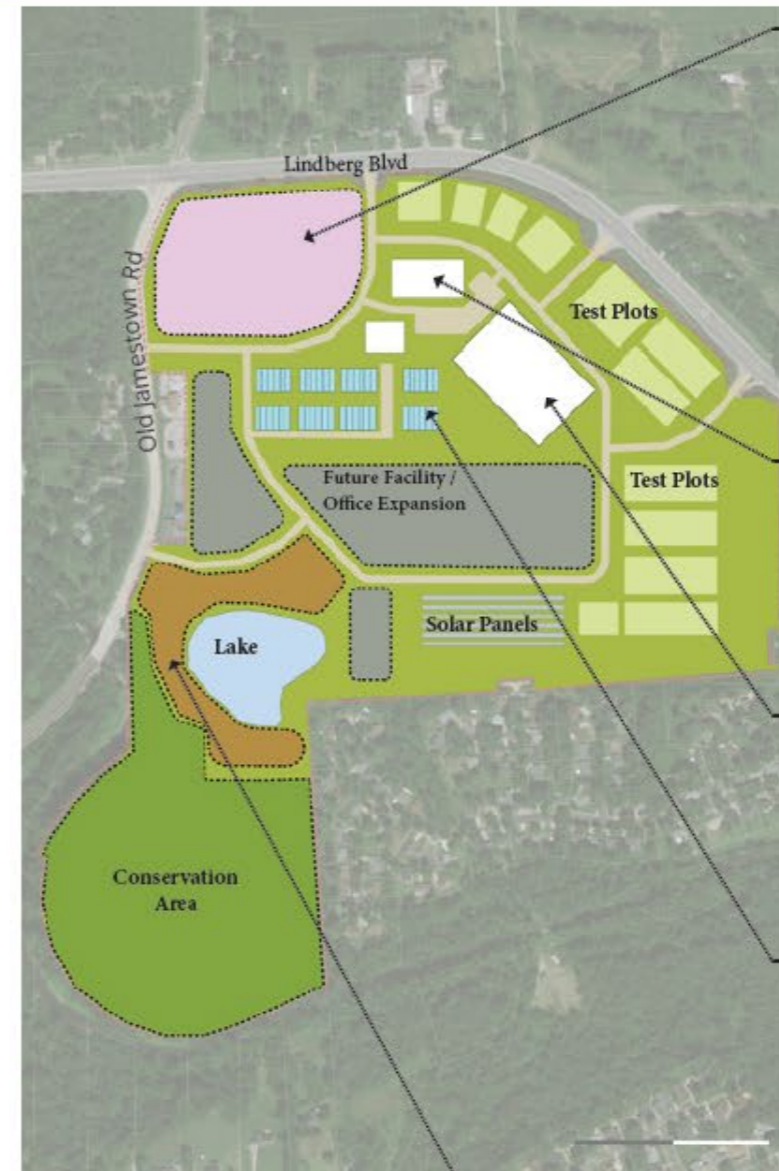 Lindberg Blvd
Old Jamestown Rd
Test Plots
Future Facility /
Office Expansion
Test Plots
Solar Panels
Lake
Conservation
Area